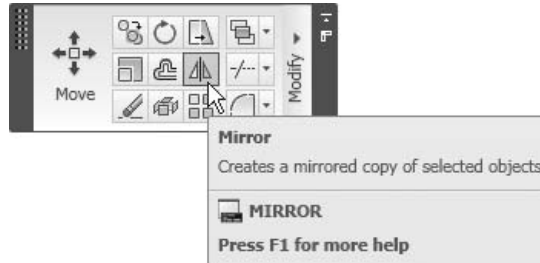 Move
Modify
Mirror
Creates a mirrored copy of selected objects
MIRROR
Press F1 for more help